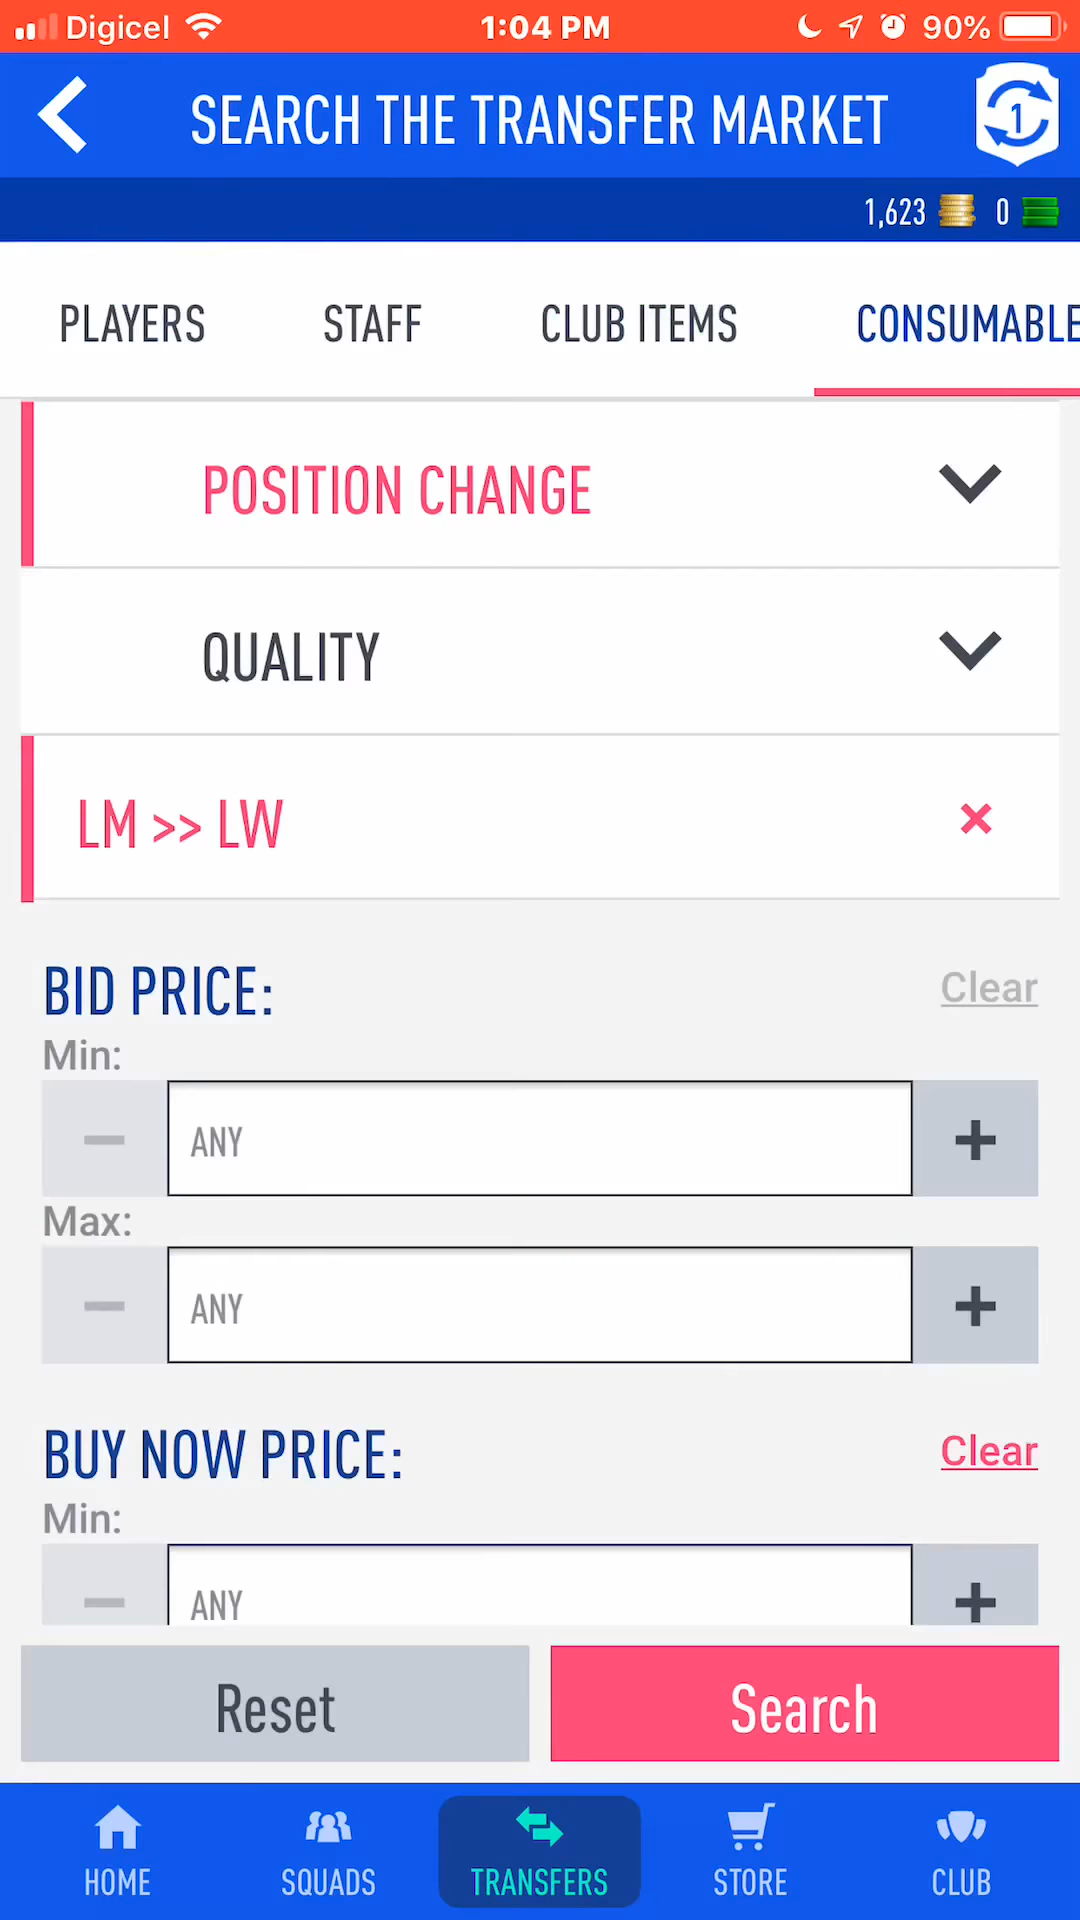 Digicel 1:04 PM 90%
SEARCH THE TRANSFER MARKET 1
1,623 0
PLAYERS STAFF CLUB ITEMS CONSUMABLE
POSITION CHANGE
QUALITY
LM >> LW
BID PRICE: Clear
Min:
ANY
Max:
ANY
BUY NOW PRICE: Clear
Min:
ANY
Reset Search
HOME SQUADS TRANSFERS STORE CLUB